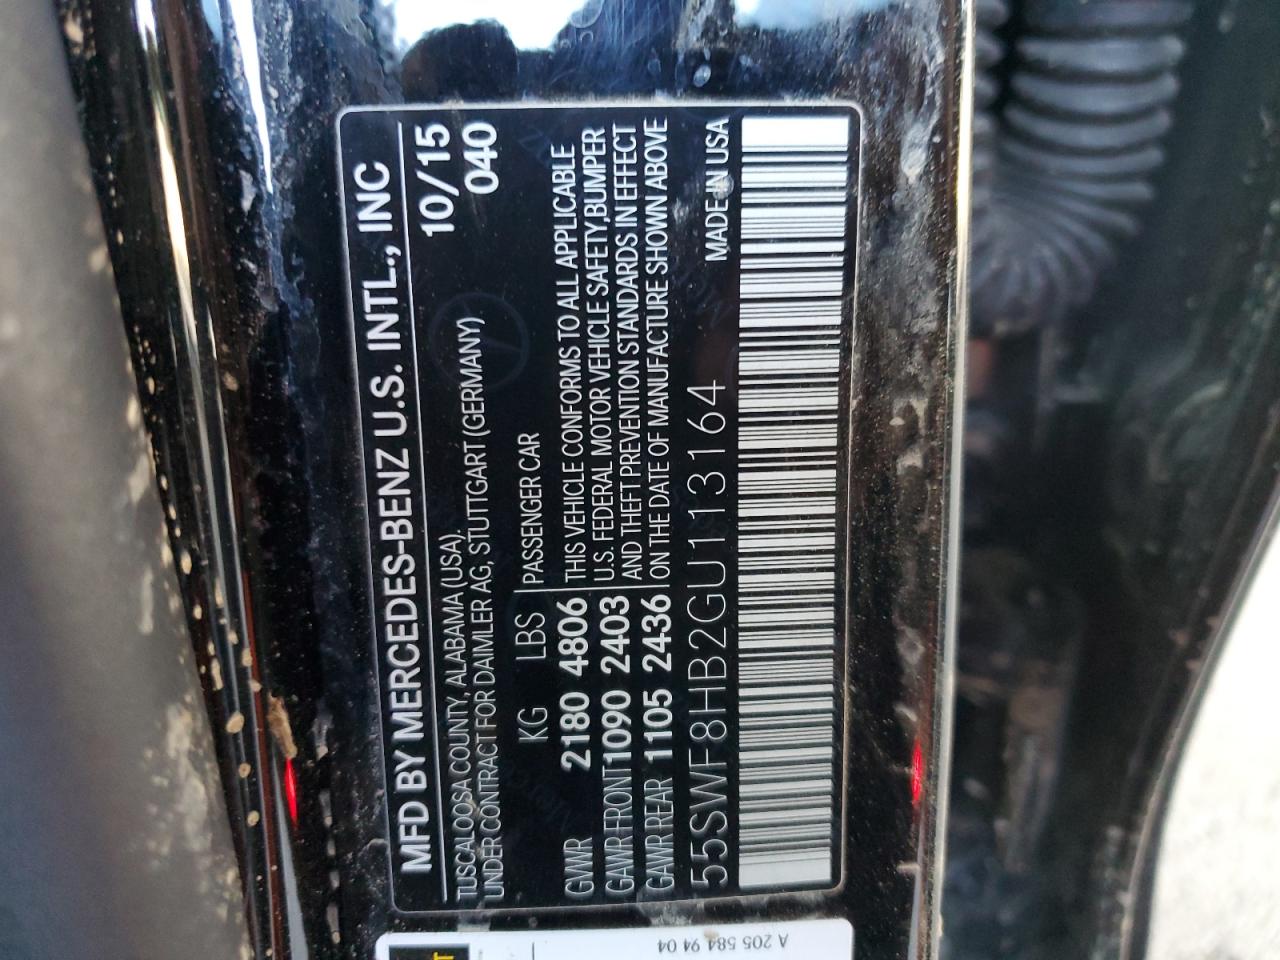 MFD BY MERCEDES-BENZ U.S. INTL., INC
TUSCALOOSA COUNTY, ALABAMA (USA). 10/15
UNDER CONTRACT FOR DAIMLER AG, STUTTGART (GERMANY) 040
KG LBS PASSENGER CAR
GVWR 2180 4806 THIS VEHICLE CONFORMS TO ALL APPLICABLE
GAWR FRONT 1090 2403 U.S. FEDERAL MOTOR VEHICLE SAFETY,BUMPER
AND THEFT PREVENTION STANDARDS IN EFFECT
GAWR REAR 1105 2436 ON THE DATE OF MANUFACTURE SHOWN ABOVE
55SWF8HB2GU113164 MADE IN USA
A 205 584 94 04